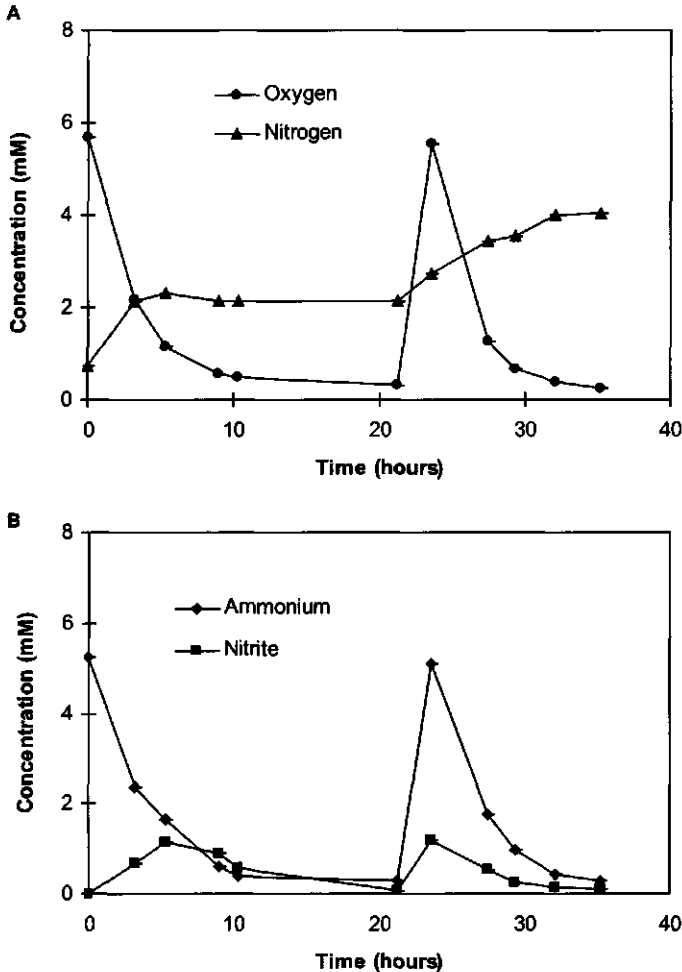 A
8
6
4
2
0
Concentration (mM)
Oxygen
Nitrogen
0 10 20 30 40
Time (hours)
B
8
6
4
2
0
Concentration (mM)
Ammonium
Nitrite
0 10 20 30 40
Time (hours)